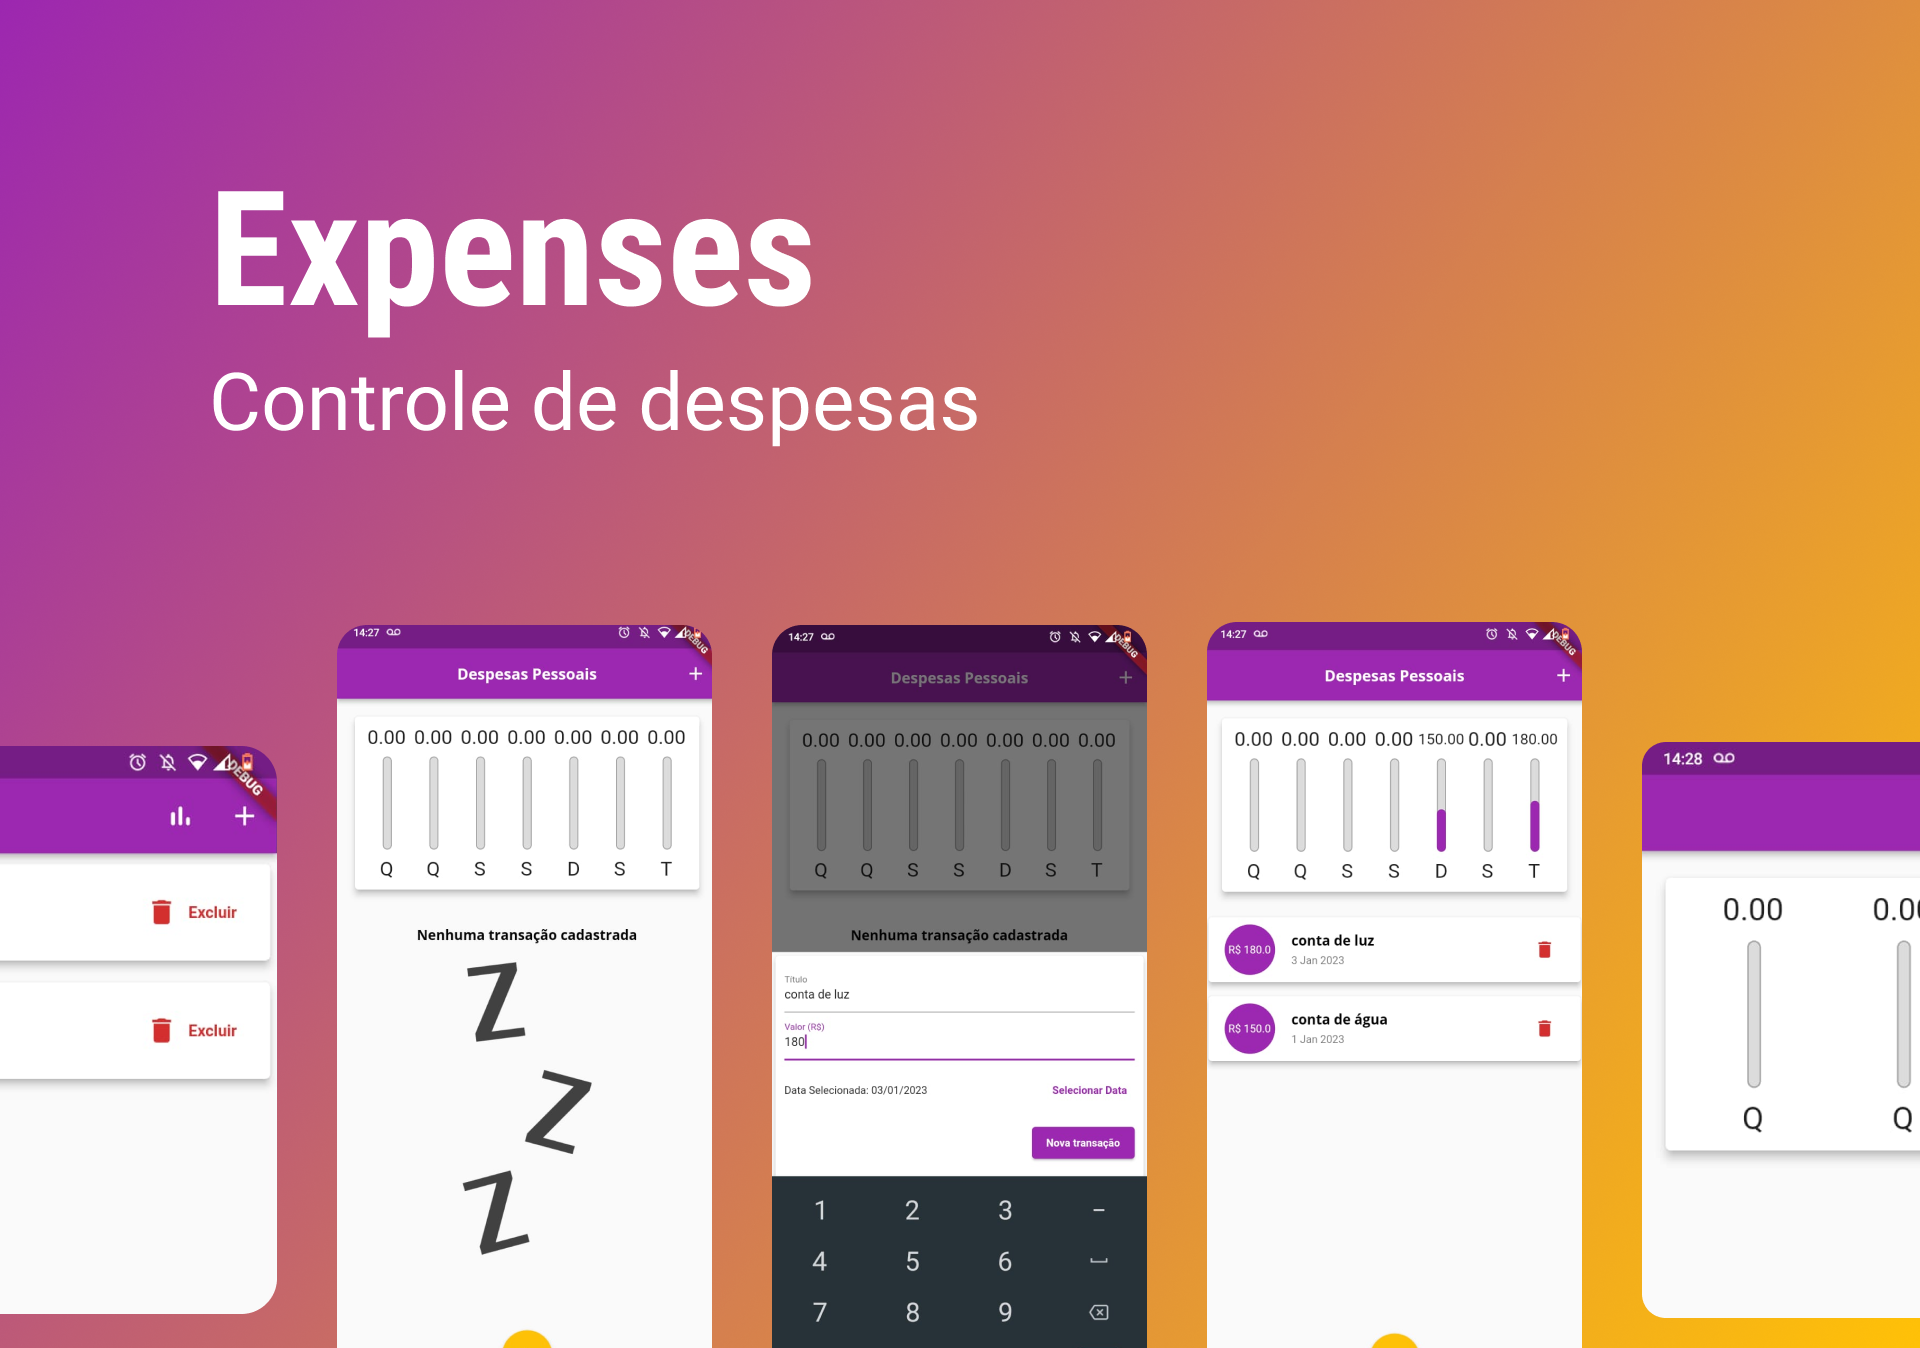 Expenses
Controle de despesas
DEBUG
Excluir
Excluir
14:27
DEBUG
Despesas Pessoais +
0.00 0.00 0.00 0.00 0.00 0.00 0.00
Q Q S S D S T
Nenhuma transação cadastrada
Z
Z
Z
14:27
DEBUG
Despesas Pessoais +
0.00 0.00 0.00 0.00 0.00 0.00 0.00
Q Q S S D S T
Nenhuma transação cadastrada
Título
conta de luz
Valor (R$)
180
Data Selecionada: 03/01/2023 Selecionar Data
Nova transação
1 2 3 –
4 5 6
7 8 9
14:27
DEBUG
Despesas Pessoais +
0.00 0.00 0.00 0.00 150.00 0.00 180.00
Q Q S S D S T
R$ 180.0 conta de luz
3 Jan 2023
R$ 150.0 conta de água
1 Jan 2023
14:28
0.00 0.00
Q Q